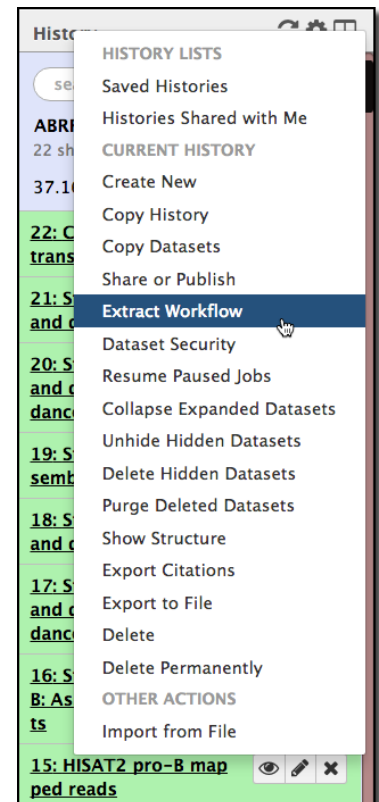 Histo
HISTORY LISTS
Saved Histories
Histories Shared with Me
CURRENT HISTORY
Create New
Copy History
Copy Datasets
Share or Publish
Extract Workflow
Dataset Security
Resume Paused Jobs
Collapse Expanded Datasets
Unhide Hidden Datasets
Delete Hidden Datasets
Purge Deleted Datasets
Show Structure
Export Citations
Export to File
Delete
Delete Permanently
OTHER ACTIONS
Import from File
sea
ABRF
22 sh
37.1
22: C
trans
21: S
and d
20: S
and d
danc
19: S
semb
18: S
and d
17: S
and d
danc
16: S
B: As
ts
15: HISAT2 pro-B map
ped reads